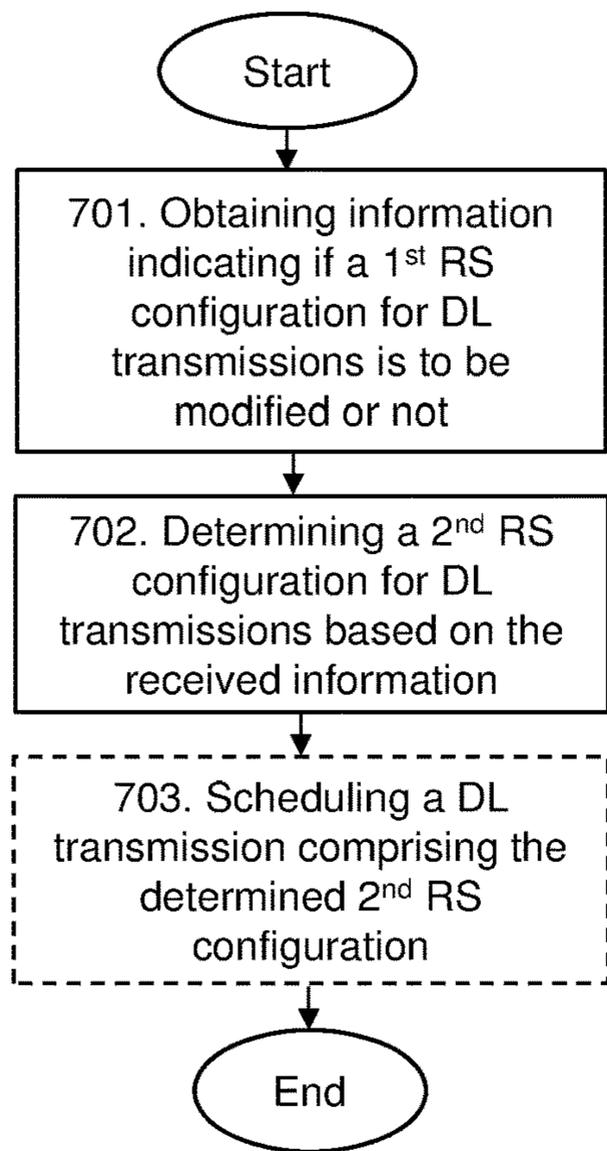 Start
701. Obtaining information
indicating if a 1st RS
configuration for DL
transmissions is to be
modified or not
702. Determining a 2nd RS
configuration for DL
transmissions based on the
received information
703. Scheduling a DL
transmission comprising the
determined 2nd RS
configuration
End